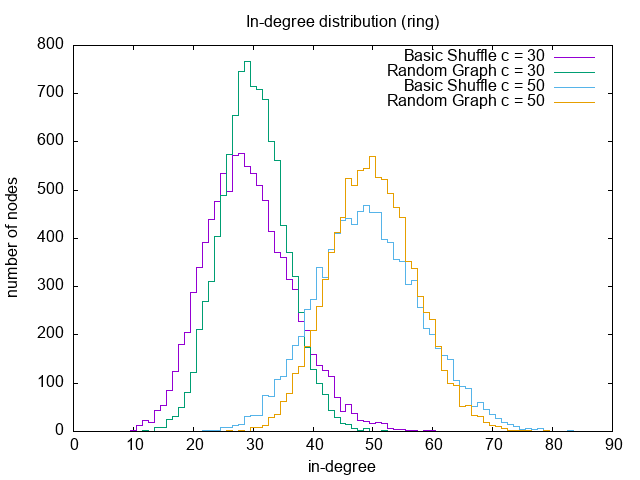 In-degree distribution (ring)
800
700
600
500
400
300
200
100
0
number of nodes
Basic Shuffle c = 30
Random Graph c = 30
Basic Shuffle c = 50
Random Graph c = 50
0 10 20 30 40 50 60 70 80 90
in-degree